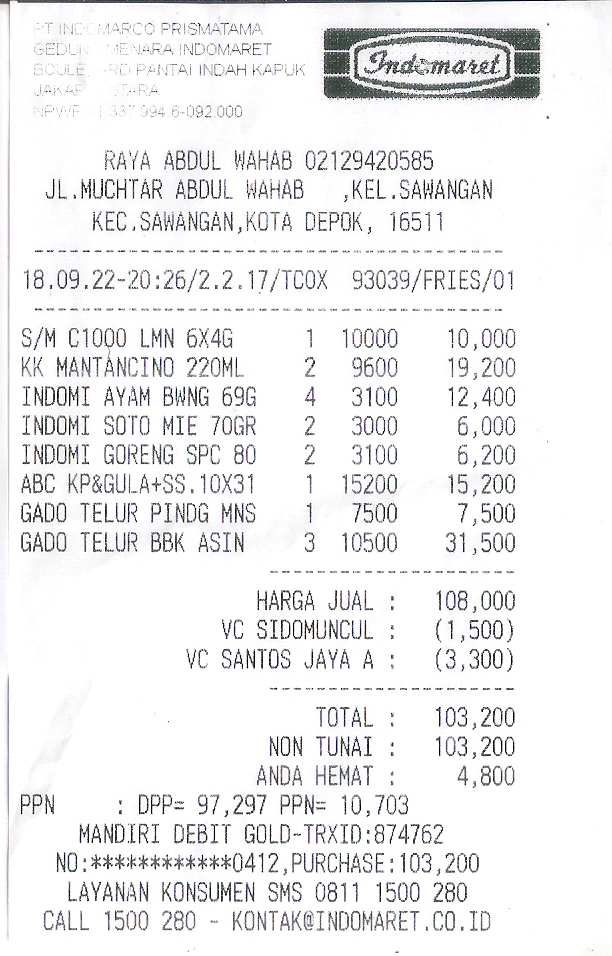 PT INDOMARCO PRISMATAMA
GEDUN MENARA INDOMARET
BOULE RD PANTAI INDAH KAPUK
JAKAR UTARA
NPWP 337.994.6-092.000
Indomaret
RAYA ABDUL WAHAB 02129420585
JL.MUCHTAR ABDUL WAHAB ,KEL.SAWANGAN
KEC.SAWANGAN,KOTA DEPOK, 16511
18.09.22-20:26/2.2.17/TCOX 93039/FRIES/01
S/M C1000 LMN 6X4G 1 10000 10,000
KK MANTANCINO 220ML 2 9600 19,200
INDOMI AYAM BWNG 69G 4 3100 12,400
INDOMI SOTO MIE 70GR 2 3000 6,000
INDOMI GORENG SPC 80 2 3100 6,200
ABC KP&GULA+SS.10X31 1 15200 15,200
GADO TELUR PINDG MNS 1 7500 7,500
GADO TELUR BBK ASIN 3 10500 31,500
HARGA JUAL : 108,000
VC SIDOMUNCUL : (1,500)
VC SANTOS JAYA A : (3,300)
TOTAL : 103,200
NON TUNAI : 103,200
ANDA HEMAT : 4,800
PPN : DPP= 97,297 PPN= 10,703
MANDIRI DEBIT GOLD-TRXID:874762
NO:************0412,PURCHASE:103,200
LAYANAN KONSUMEN SMS 0811 1500 280
CALL 1500 280 - KONTAK@INDOMARET.CO.ID